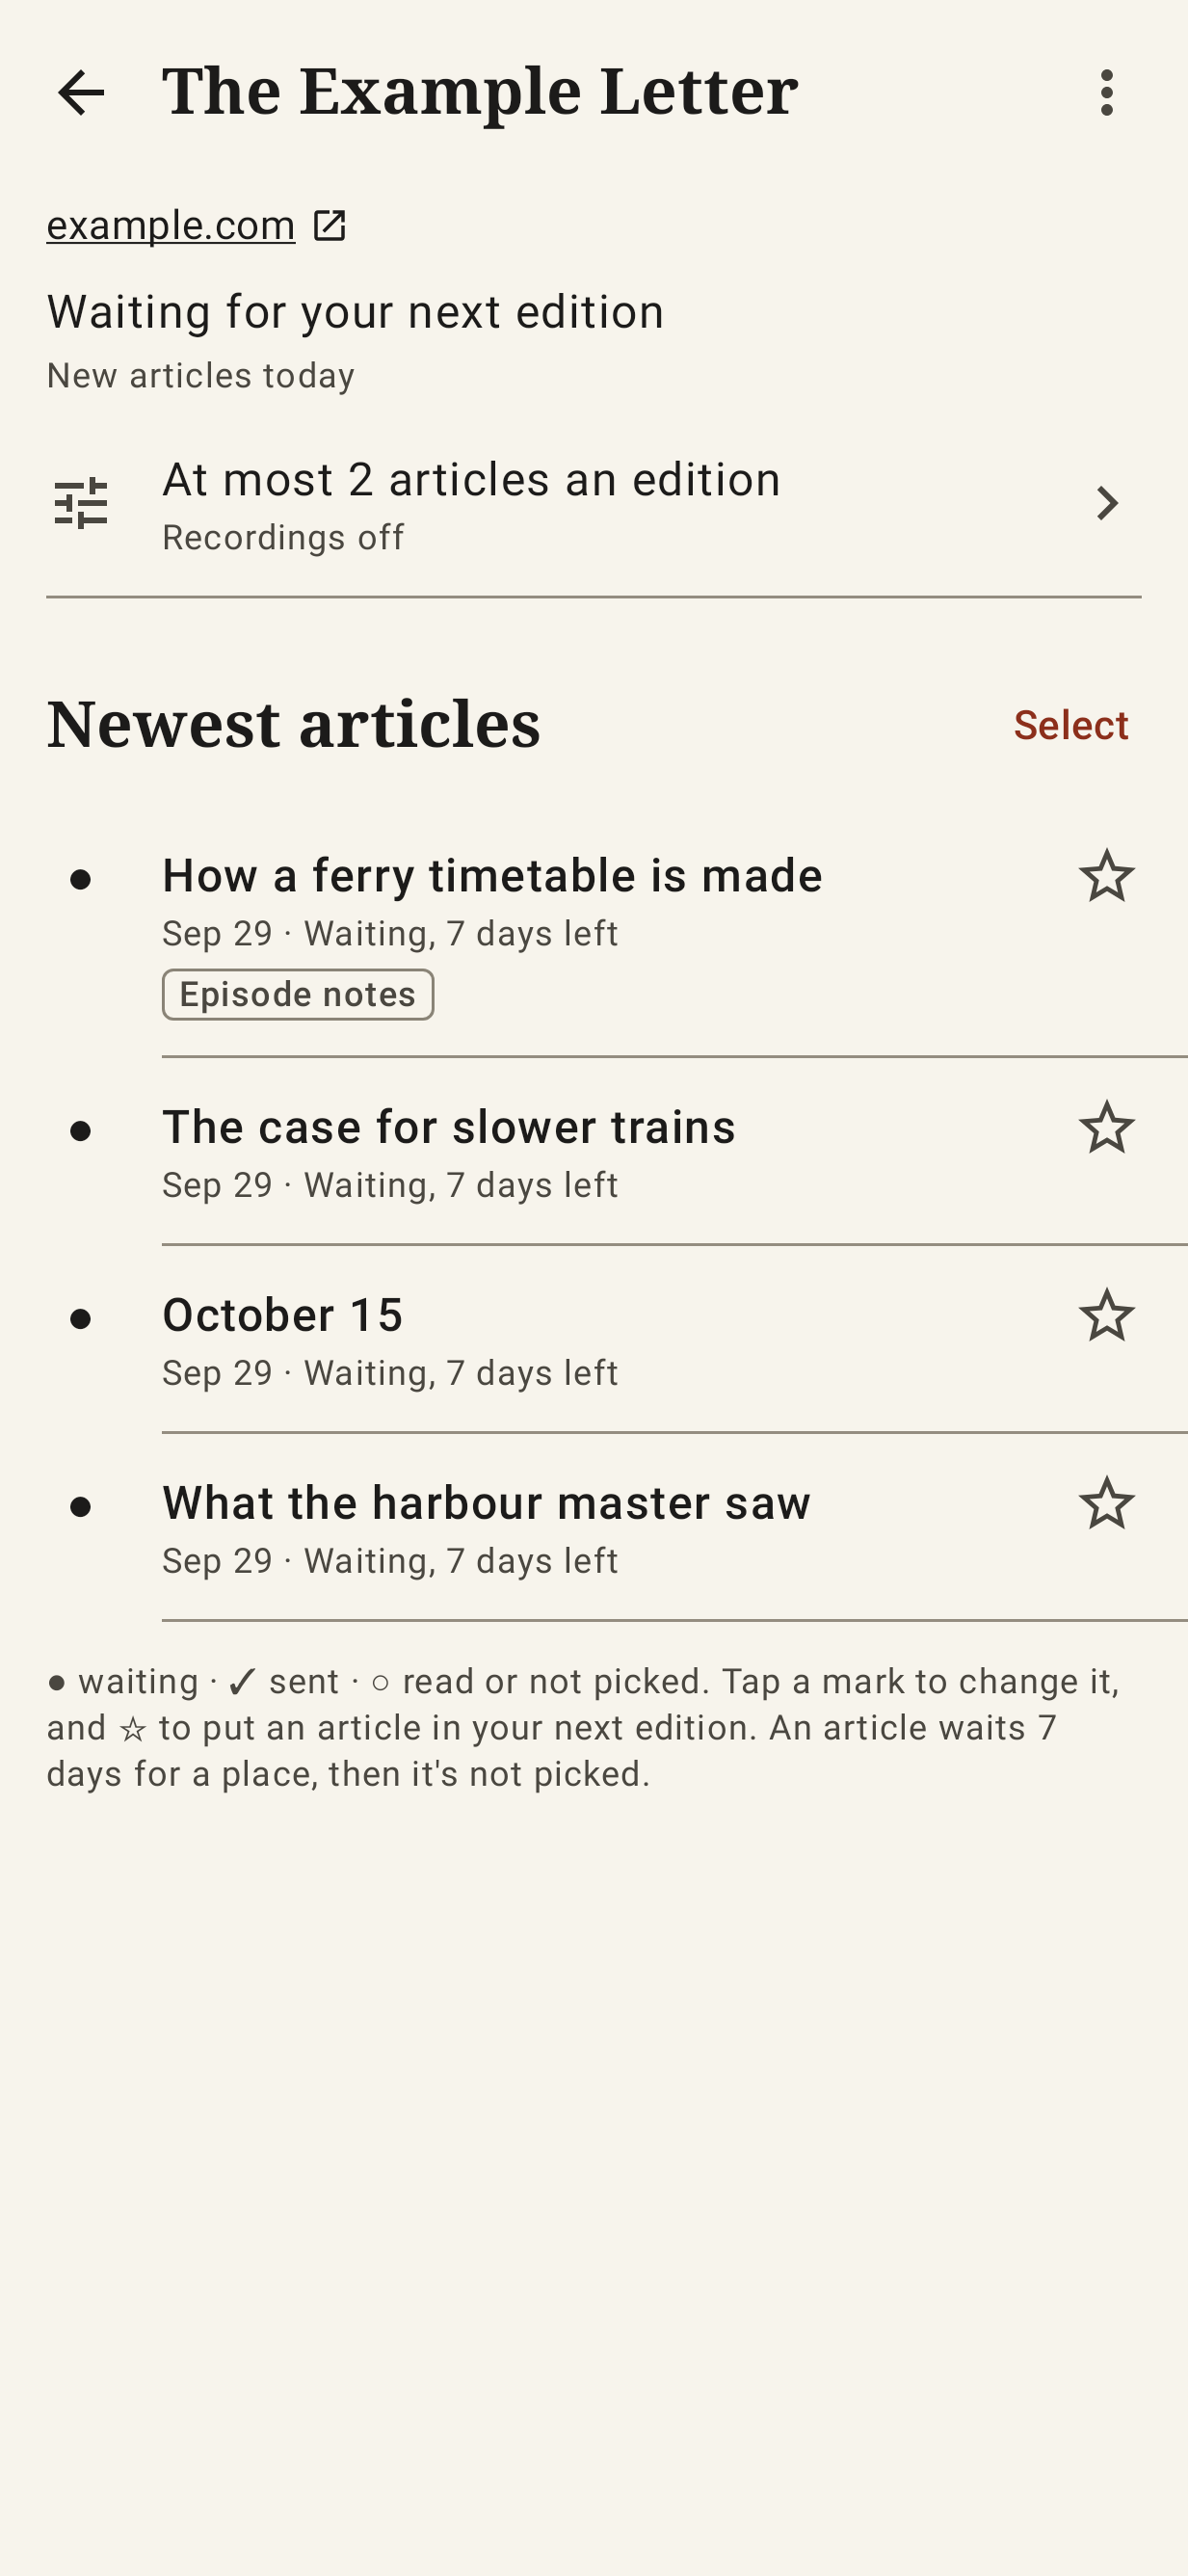 The Example Letter
example.com
Waiting for your next edition
New articles today
At most 2 articles an edition
Recordings off
Newest articles
Select
How a ferry timetable is made
Sep 29 · Waiting, 7 days left
Episode notes
The case for slower trains
Sep 29 · Waiting, 7 days left
October 15
Sep 29 · Waiting, 7 days left
What the harbour master saw
Sep 29 · Waiting, 7 days left
● waiting · ✓ sent · ○ read or not picked. Tap a mark to change it,
and ☆ to put an article in your next edition. An article waits 7
days for a place, then it's not picked.